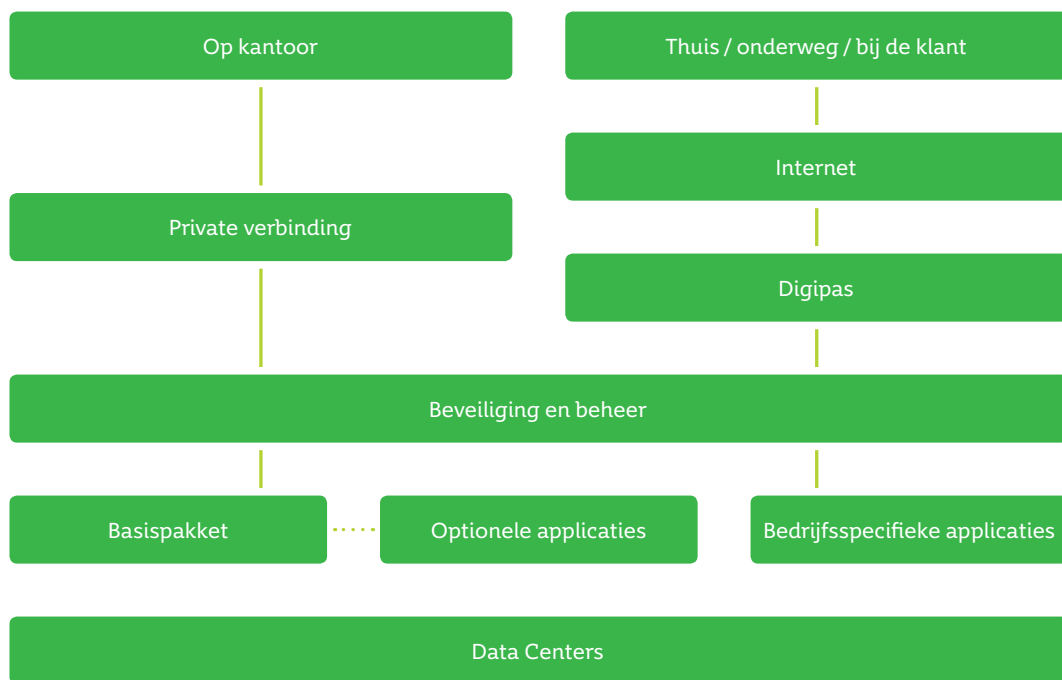 Op kantoor
Thuis / onderweg / bij de klant
Internet
Private verbinding
Digipas
Beveiliging en beheer
Basispakket
Optionele applicaties
Bedrijfsspecifieke applicaties
Data Centers